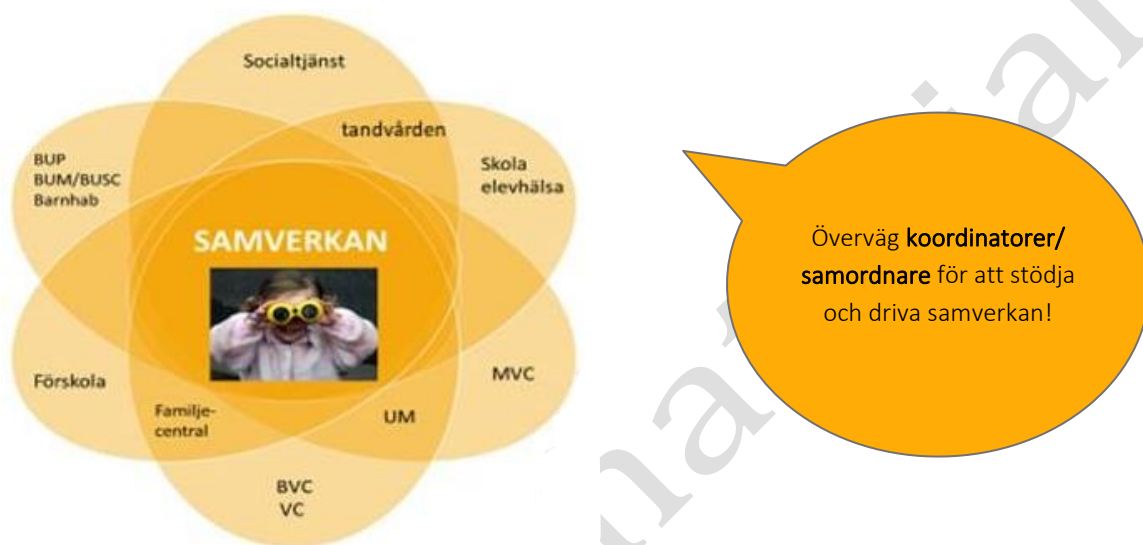 Socialtjänst
tandvården
BUP
BUM/BUSC
Barnhab
Skola
elevhälsa
SAMVERKAN
Förskola
MVC
Familje-
central
UM
BVC
VC
Överväg koordinatorer/
samordnare för att stödja
och driva samverkan!